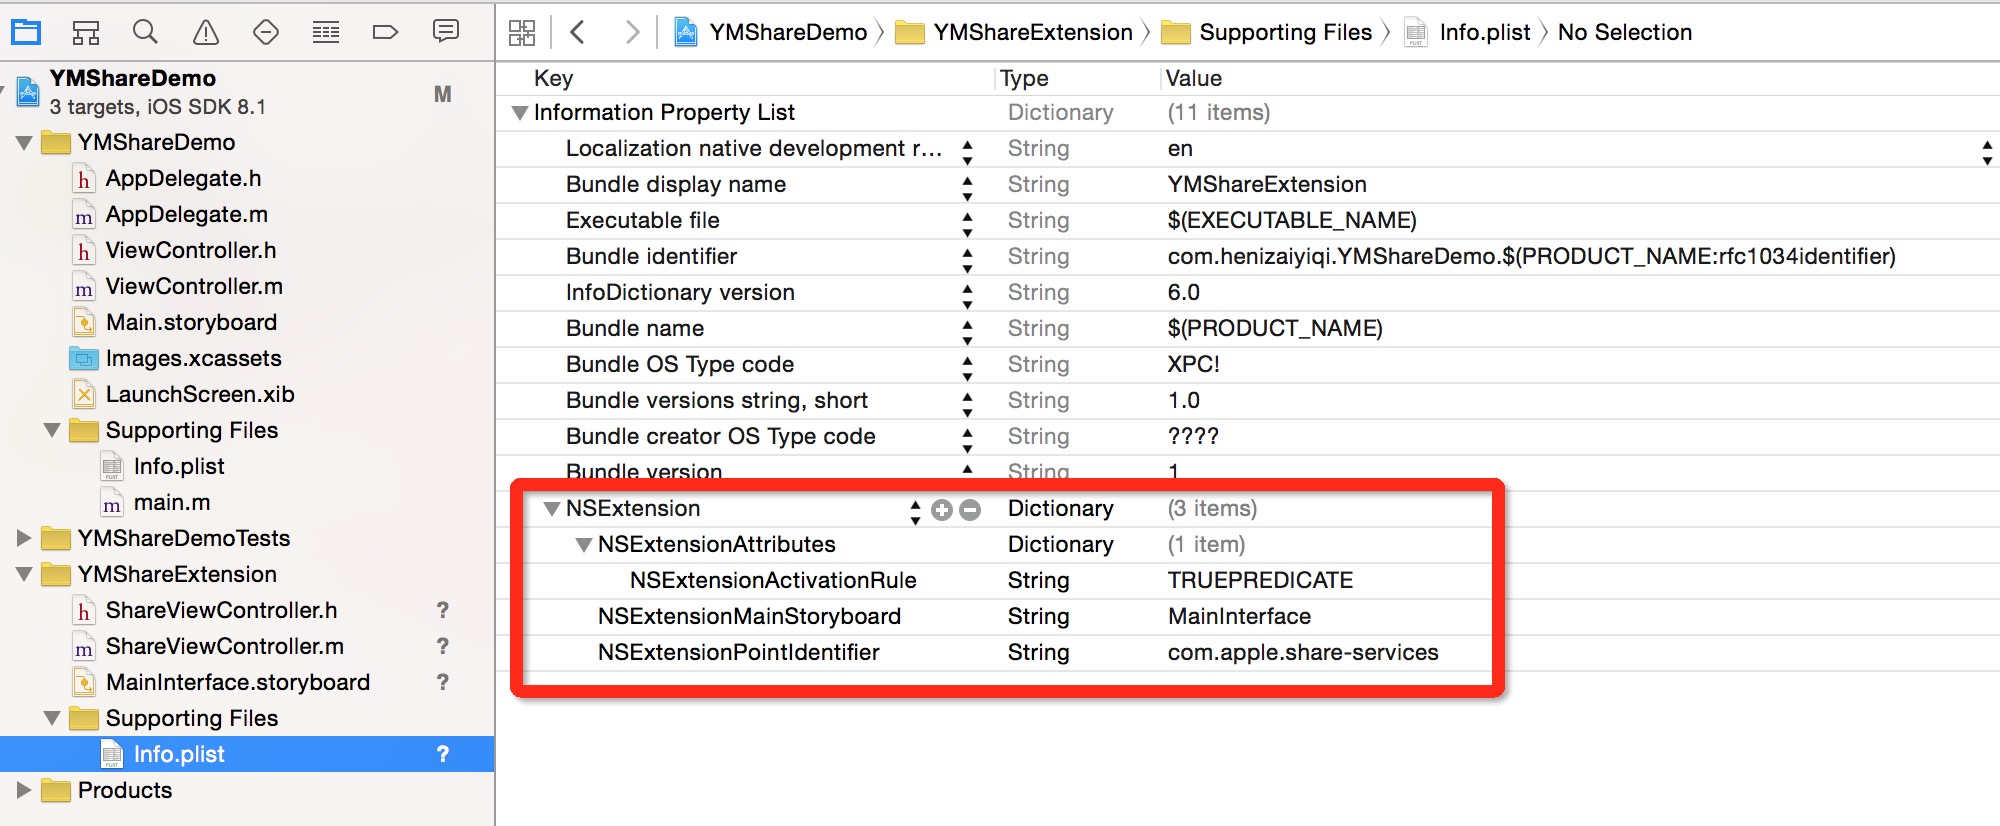 YMShareDemo
3 targets, iOS SDK 8.1
M
YMShareDemo
h AppDelegate.h
m AppDelegate.m
h ViewController.h
m ViewController.m
Main.storyboard
Images.xcassets
LaunchScreen.xib
Supporting Files
PLIST Info.plist
m main.m
YMShareDemoTests
YMShareExtension
h ShareViewController.h ?
m ShareViewController.m ?
MainInterface.storyboard ?
Supporting Files
PLIST Info.plist ?
Products
YMShareDemo YMShareExtension Supporting Files Info.plist No Selection
Key Type Value
Information Property List Dictionary (11 items)
Localization native development r... String en
Bundle display name String YMShareExtension
Executable file String $(EXECUTABLE_NAME)
Bundle identifier String com.henizaiyiqi.YMShareDemo.$(PRODUCT_NAME:rfc1034identifier)
InfoDictionary version String 6.0
Bundle name String $(PRODUCT_NAME)
Bundle OS Type code String XPC!
Bundle versions string, short String 1.0
Bundle creator OS Type code String ????
Bundle version String 1
NSExtension Dictionary (3 items)
NSExtensionAttributes Dictionary (1 item)
NSExtensionActivationRule String TRUEPREDICATE
NSExtensionMainStoryboard String MainInterface
NSExtensionPointIdentifier String com.apple.share-services